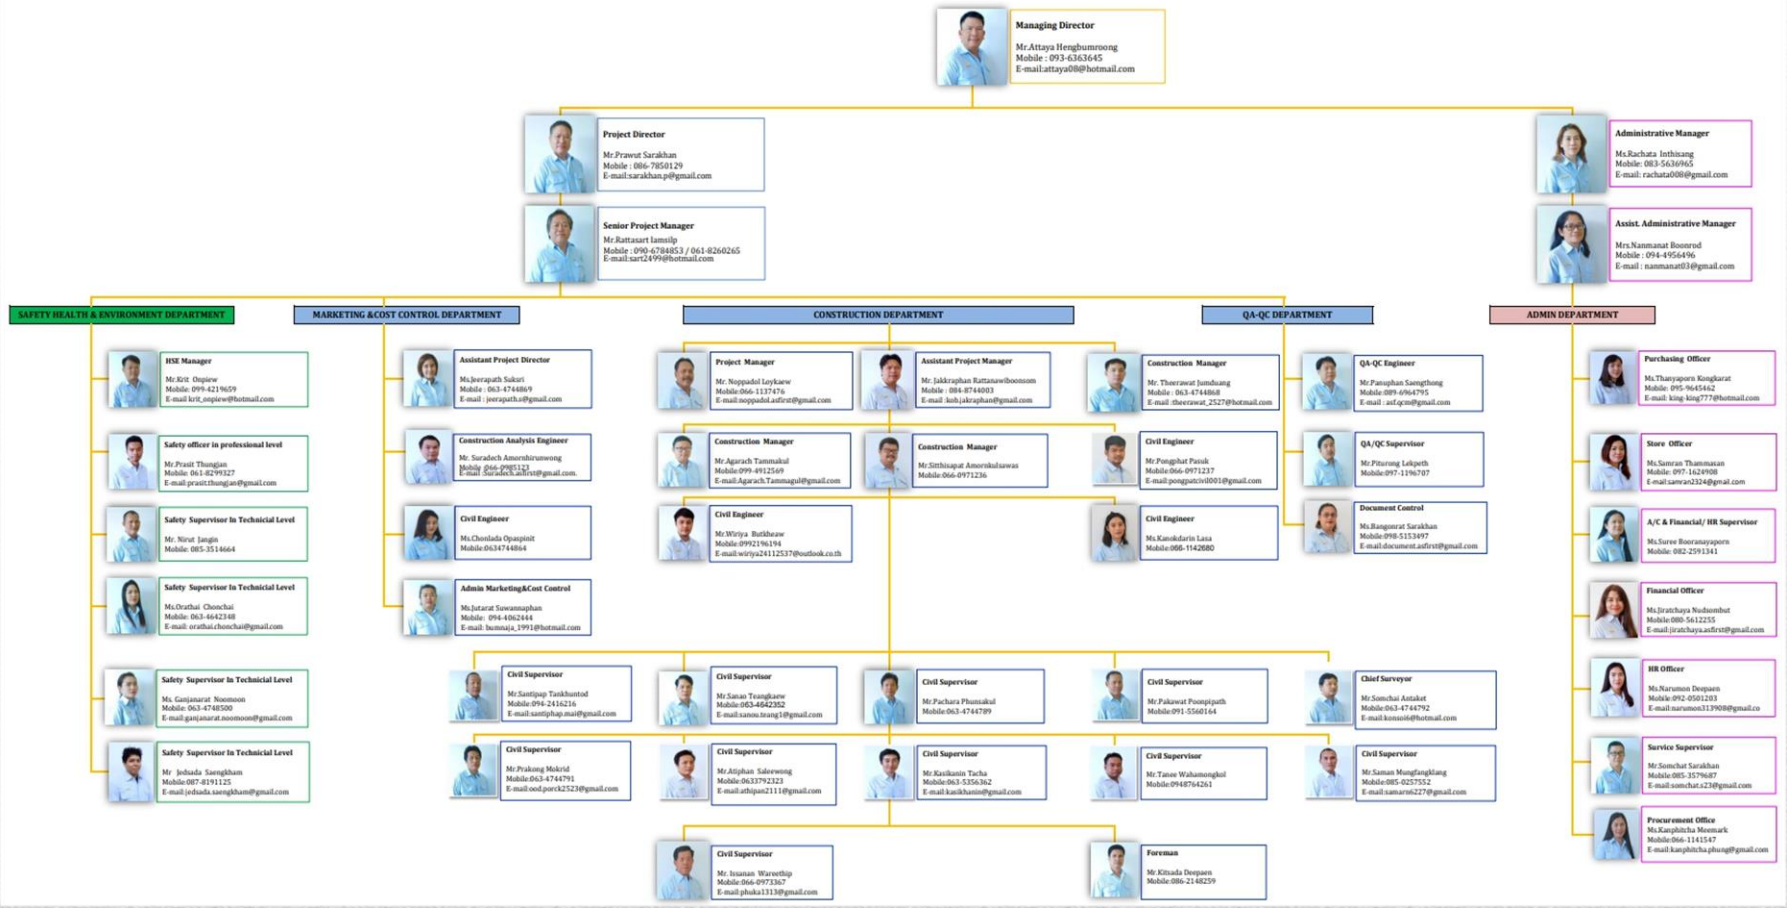 Managing Director
Mr.Attaya Hengbumroong
Mobile : 093-6363645
E-mail:attaya08@hotmail.com
Project Director
Mr.Prawut Sarakhan
Mobile : 086-7850129
E-mail:sarakhan.p@gmail.com
Administrative Manager
Ms.Rachata Inthisang
Mobile: 083-5636965
E-mail: rachata008@gmail.com
Senior Project Manager
Mr.Rattasart Iamsilp
Mobile : 090-6784853 / 061-8260265
E-mail:sart2499@hotmail.com
Assist. Administrative Manager
Mrs.Nanmanat Boonrod
Mobile : 094-4956496
E-mail : nanmanat03@gmail.com
SAFETY HEALTH & ENVIRONMENT DEPARTMENT
HSE Manager
Mr.Krit Onpiew
Mobile: 099-4219659
E-mail krit_onpiew@hotmail.com
Safety officer in professional level
Mr.Prasit Thungjan
Mobile: 061-8299327
E-mail:prasit.thungjan@gmail.com
Safety Supervisor In Technicial Level
Mr. Nirut Jangin
Mobile: 085-3514664
Safety Supervisor In Technicial Level
Ms.Orathai Chonchai
Mobile: 063-4642348
E-mail: orathai.chonchai@gmail.com
Safety Supervisor In Technicial Level
Ms. Ganjanarat Noomoon
Mobile: 063-4748500
E-mail:ganjanarat.noomoon@gmail.com
Safety Supervisor In Technicial Level
Mr Jedsada Saengkham
Mobile:087-8191125
E-mail:jedsada.saengkham@gmail.com
MARKETING &COST CONTROL DEPARTMENT
Assistant Project Director
Ms.Jeerapath Suksri
Mobile : 063-4744869
E-mail : jeerapath.s@gmail.com
Construction Analysis Engineer
Mr. Suradech Amornhirunwong
Mobile :066-0985123
E-mail :Suradech.asfirst@gmail.com.
Civil Engineer
Ms.Chonlada Opaspinit
Mobile:0634744864
Admin Marketing&Cost Control
Ms.Jutarat Suwannaphan
Mobile: 094-4062444
E-mail: bumnaja_1991@hotmail.com
CONSTRUCTION DEPARTMENT
Project Manager
Mr. Noppadol Loykaew
Mobile:066-1137476
E-mail:noppadol.asfirst@gmail.com
Assistant Project Manager
Mr. Jakkraphan Rattanawiboonsom
Mobile : 084-8744003
E-mail :koh.jakraphan@gmail.com
Construction Manager
Mr. Theerawat Jumduang
Mobile : 063-4744868
E-mail :theerawat_2527@hotmail.com
Construction Manager
Mr.Agarach Tammakul
Mobile:099-4912569
E-mail:Agarach.Tammagul@gmail.com
Construction Manager
Mr.Sitthisapat Amornkulsawas
Mobile:066-0971236
Civil Engineer
Mr.Pongphat Pasuk
Mobile:066-0971237
E-mail:pongpatcivil001@gmail.com
Civil Engineer
Mr.Wiriya Butkheaw
Mobile:0992196194
E-mail:wiriya24112537@outlook.co.th
Civil Engineer
Ms.Kanokdarin Lasa
Mobile:066-1142680
Civil Supervisor
Mr.Santipap Tankhuntod
Mobile:094-2416216
E-mail:santiphap.mai@gmail.com
Civil Supervisor
Mr.Sanao Teangkaew
Mobile:063-4642352
E-mail:sanou.teang1@gmail.com
Civil Supervisor
Mr.Pachara Phunsakul
Mobile:063-4744789
Civil Supervisor
Mr.Pakawat Poonpipath
Mobile:091-5560164
Chief Surveyor
Mr.Somchai Antaket
Mobile:063-4744792
E-mail:konsoi6@hotmail.com
Civil Supervisor
Mr.Prakong Mokrid
Mobile:063-4744791
E-mail:ood.porck2523@gmail.com
Civil Supervisor
Mr.Atiphan Saleewong
Mobile:0633792323
E-mail:athipan2111@gmail.com
Civil Supervisor
Mr.Kasikanin Tacha
Mobile:063-5356362
E-mail:kasikhanin@gmail.com
Civil Supervisor
Mr.Tanee Wahamongkol
Mobile:0948764261
Civil Supervisor
Mr.Saman Mungfangklang
Mobile:085-0257552
E-mail:samarn6227@gmail.com
Civil Supervisor
Mr. Issanan Wareethip
Mobile:066-0973367
E-mail:phuka1313@gmail.com
Foreman
Mr.Kitsada Deepaen
Mobile:086-2148259
QA-QC DEPARTMENT
QA-QC Engineer
Mr.Panuphan Saengthong
Mobile:089-6964795
E-mail : asf.qcm@gmail.com
QA/QC Supervisor
Mr.Piturong Lekpeth
Mobile:097-1196707
Document Control
Ms.Bangonrat Sarakhan
Mobile:098-5153497
E-mail:document.asfirst@gmail.com
ADMIN DEPARTMENT
Purchasing Officer
Ms.Thanyaporn Kongkarat
Mobile: 095-9645462
E-mail: king-king777@hotmail.com
Store Officer
Ms.Samran Thammasan
Mobile: 097-1624908
E-mail:samran2324@gmail.com
A/C & Financial/ HR Supervisor
Ms.Suree Booranayaporn
Mobile: 082-2591341
Financial Officer
Ms.Jiratchaya Nudsombut
Mobile:080-5612255
E-mail:jiratchaya.asfirst@gmail.com
HR Officer
Ms.Narumon Deepaen
Mobile:092-0501203
E-mail:narumon313908@gmail.co
Survice Supervisor
Mr.Somchat Sarakhan
Mobile:085-3579687
E-mail:somchat.s23@gmail.com
Procurement Office
Ms.Kanphitcha Meemark
Mobile:066-1141547
E-mail:kanphitcha.phung@gmail.com